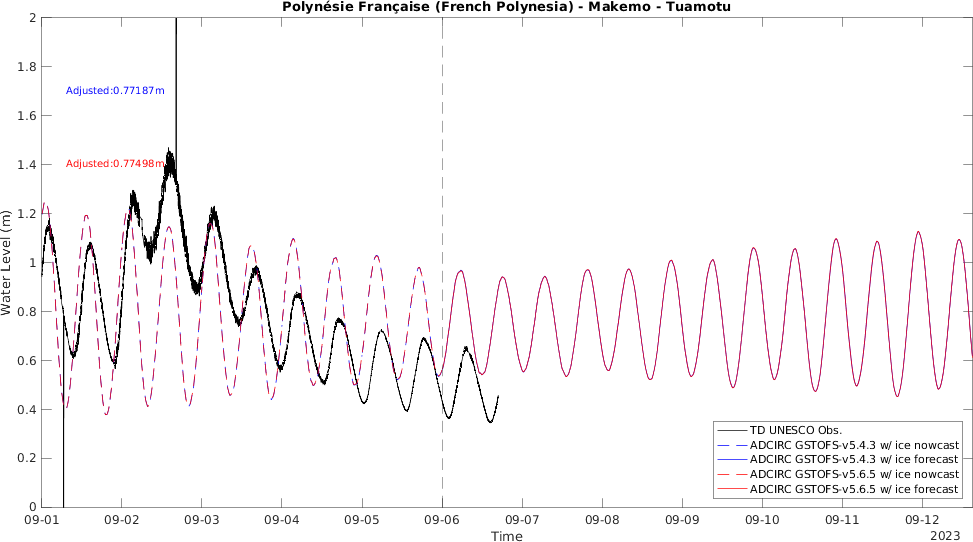 Polynésie Française (French Polynesia) - Makemo - Tuamotu
2
1.8
1.6
1.4
1.2
1
0.8
0.6
0.4
0.2
0
Water Level (m)
Adjusted:0.77187m
Adjusted:0.77498m
TD UNESCO Obs.
ADCIRC GSTOFS-v5.4.3 w/ ice nowcast
ADCIRC GSTOFS-v5.4.3 w/ ice forecast
ADCIRC GSTOFS-v5.6.5 w/ ice nowcast
ADCIRC GSTOFS-v5.6.5 w/ ice forecast
09-01 09-02 09-03 09-04 09-05 09-06 09-07 09-08 09-09 09-10 09-11 09-12
Time
2023